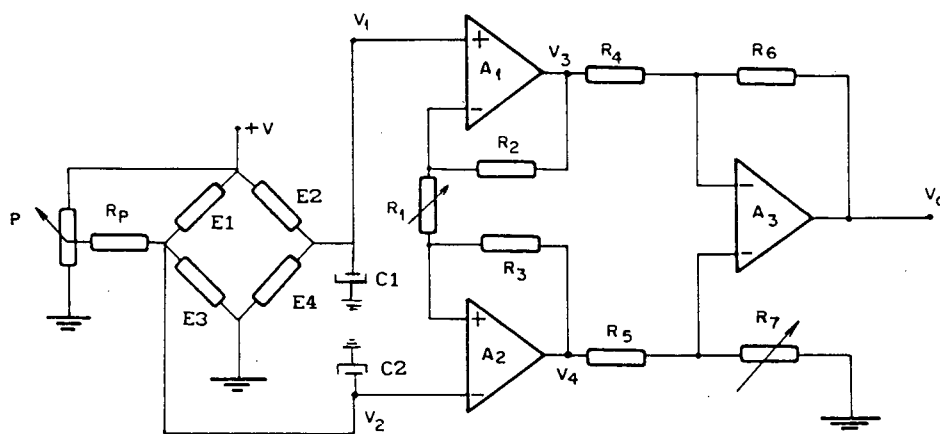 V1
+
A1
−
V3
R4
R6
+V
R2
E2
E1
P
RP
R1
−
A3
−
Vo
R3
C1
E3
E4
+
A2
−
R5
R7
V4
C2
V2